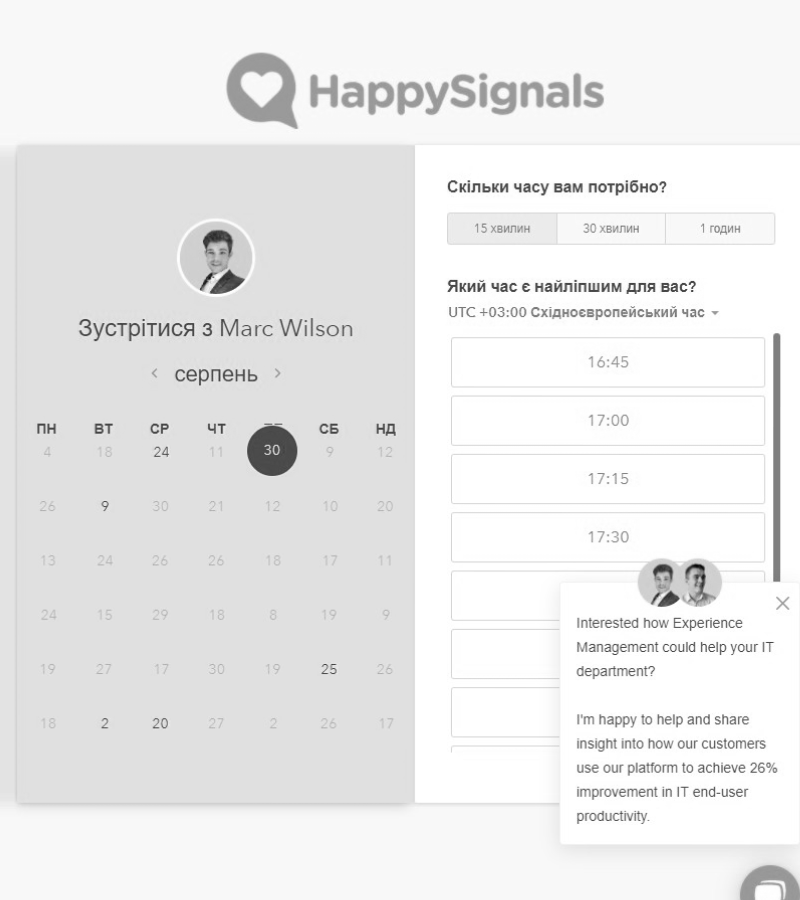 HappySignals
Зустрітися з Marc Wilson
серпень
ПН ВТ СР ЧТ СБ НД
4 18 24 11 30 9 12
26 9 30 21 12 10 20
13 24 26 26 18 17 11
24 15 29 18 8 19 9
19 27 17 30 19 25 26
18 2 20 27 2 26 17
Скільки часу вам потрібно?
15 хвилин 30 хвилин 1 годин
Який час є найліпшим для вас?
UTC +03:00 Східноєвропейський час
16:45
17:00
17:15
17:30
Interested how Experience
Management could help your IT
department?
I'm happy to help and share
insight into how our customers
use our platform to achieve 26%
improvement in IT end-user
productivity.